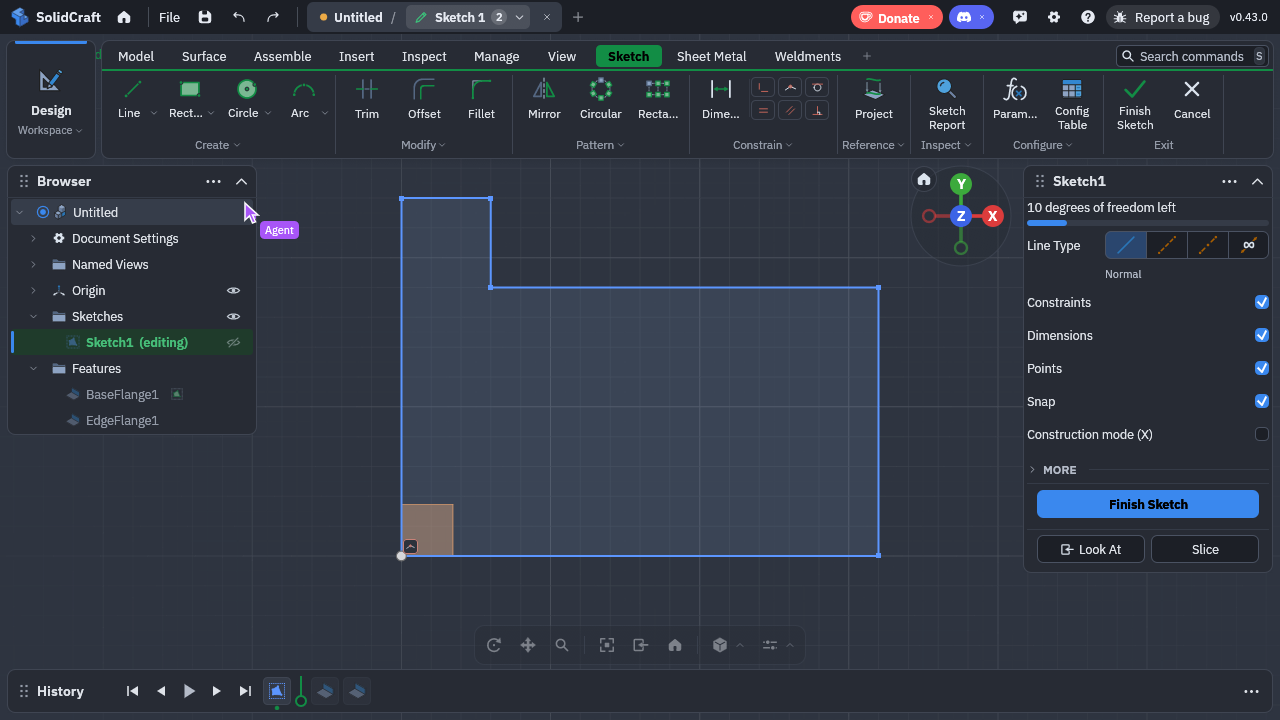 SolidCraft File Untitled / Sketch 1 2 Donate Report a bug v0.43.0
Model Surface Assemble Insert Inspect Manage View Sketch Sheet Metal Weldments Search commands S
Design
Workspace
Line Rect... Circle Arc Trim Offset Fillet Mirror Circular Recta... Dime... Project Sketch Report Param... Config Table Finish Sketch Cancel
Create Modify Pattern Constrain Reference Inspect Configure Exit
Browser
Untitled
Agent
Document Settings
Named Views
Origin
Sketches
Sketch1 (editing)
Features
BaseFlange1
EdgeFlange1
Y
Z X
Sketch1
10 degrees of freedom left
Line Type
Normal
Constraints
Dimensions
Points
Snap
Construction mode (X)
MORE
Finish Sketch
Look At Slice
History